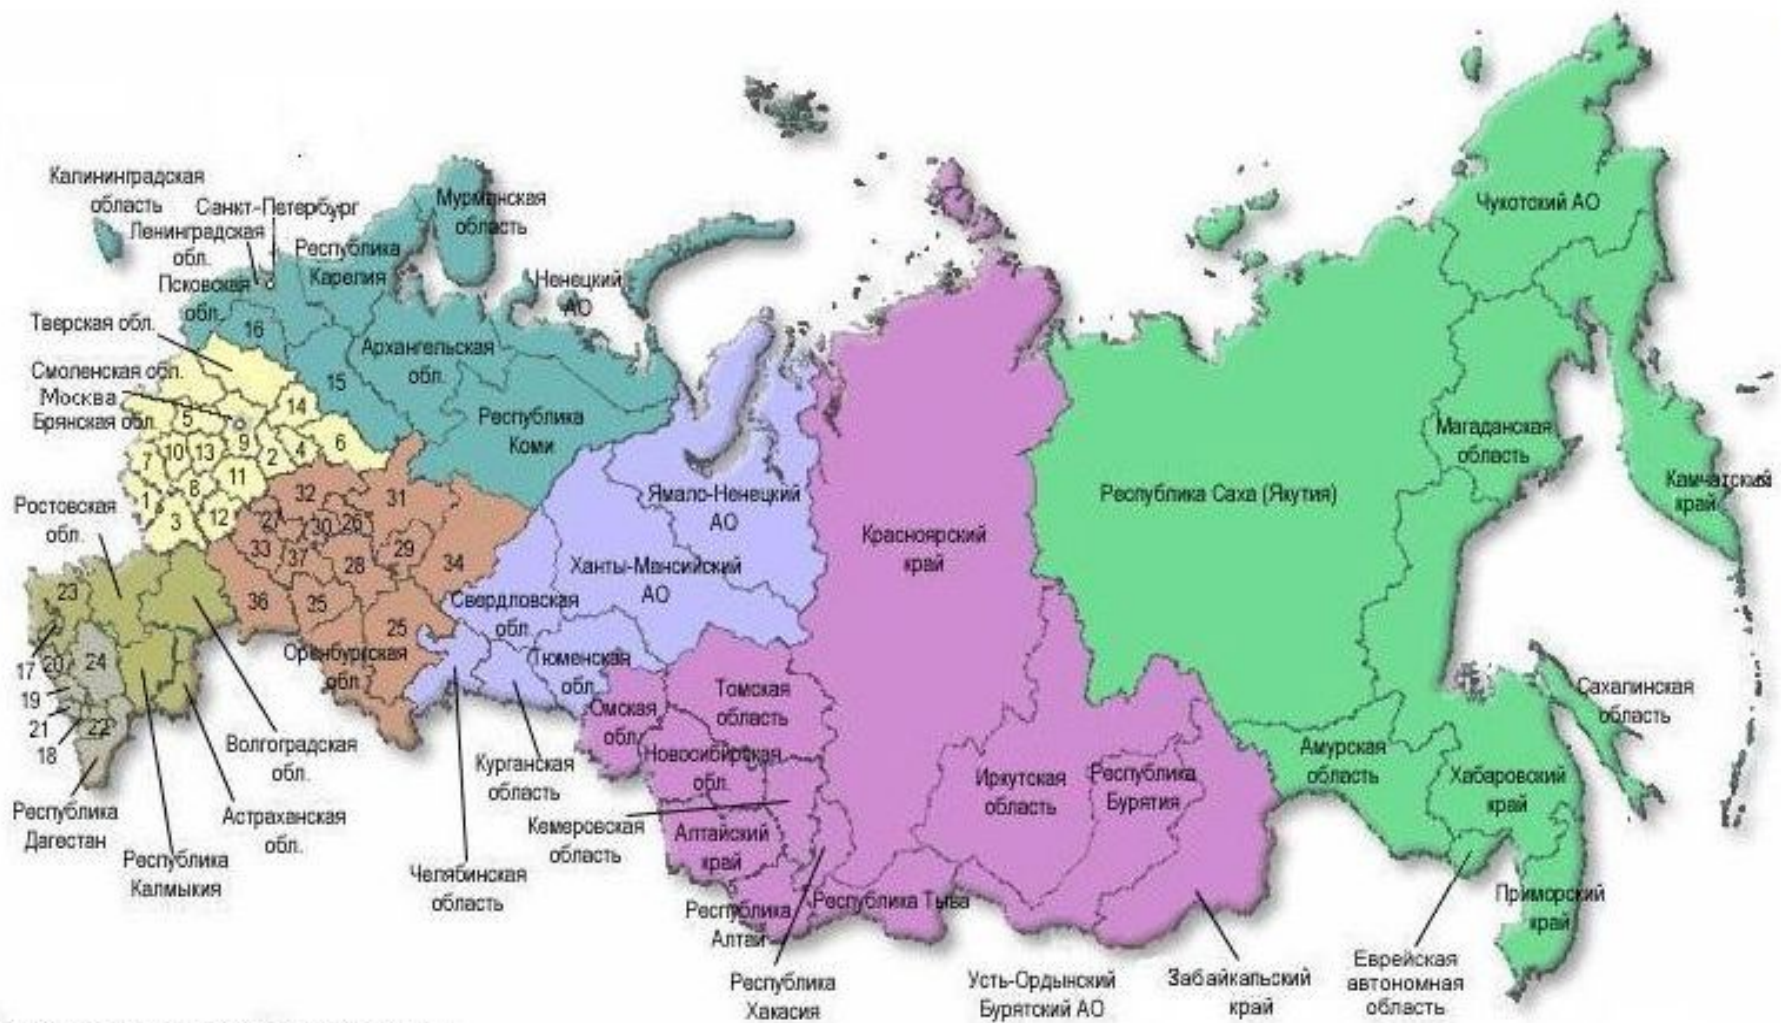 Калининградская
область
Санкт-Петербург
Ленинградская
обл.
Псковская
обл.
Республика
Карелия
Мурманская
область
Ненецкий
АО
Тверская обл.
16
Смоленская обл.
Москва
Брянская обл.
Архангельская
обл.
15
Республика
Коми
5
14
9
6
7
10
13
2
4
11
1
8
3
12
Ростовская
обл.
32
31
27
30
26
33
37
28
29
34
36
35
25
Оренбургская
обл.
23
17
20
24
19
21
18
22
Республика
Дагестан
Республика
Калмыкия
Астраханская
обл.
Волгоградская
обл.
Ямало-Ненецкий
АО
Ханты-Мансийский
АО
Свердловская
обл.
Тюменская
обл.
Курганская
область
Челябинская
область
Красноярский
край
Томская
область
Омская
обл.
Новосибирская
обл.
Кемеровская
область
Алтайский
край
Республика
Алтай
Республика
Хакасия
Республика Тыва
Иркутская
область
Республика
Бурятия
Усть-Ордынский
Бурятский АО
Забайкальский
край
Чукотский АО
Республика Саха (Якутия)
Магаданская
область
Камчатский
край
Сахалинская
область
Амурская
область
Хабаровский
край
Приморский
край
Еврейская
автономная
область